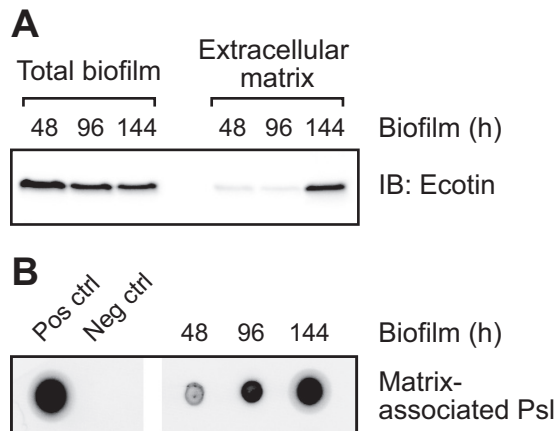 A
Total biofilm
Extracellular
matrix
48 96 144 48 96 144 Biofilm (h)
IB: Ecotin
B
Pos ctrl
Neg ctrl
48 96 144 Biofilm (h)
Matrix-
associated Psl